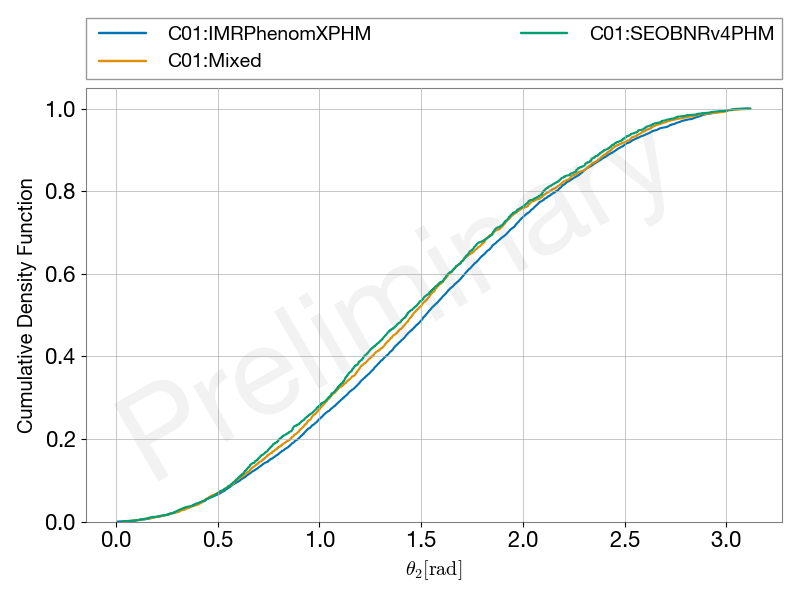 C01:IMRPhenomXPHM
C01:Mixed
C01:SEOBNRv4PHM
1.0
0.8
0.6
0.4
0.2
0.0
Cumulative Density Function
Preliminary
0.0 0.5 1.0 1.5 2.0 2.5 3.0
θ₂[rad]